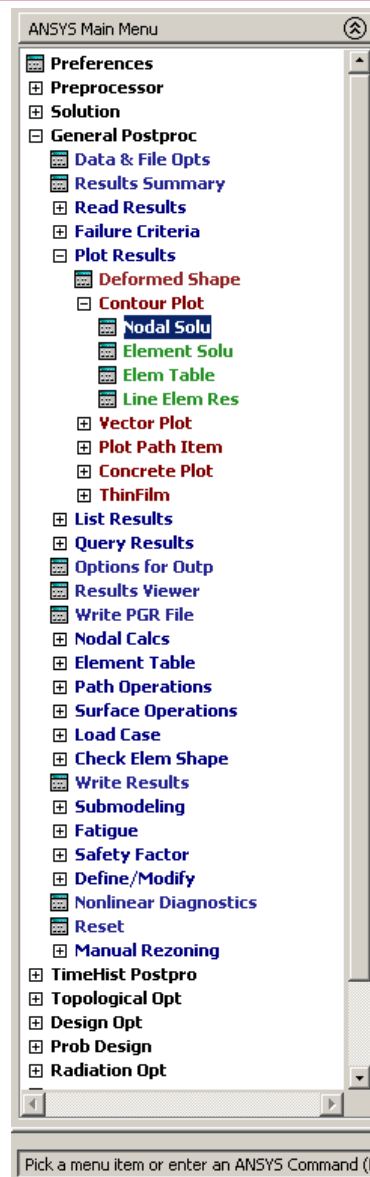 ANSYS Main Menu
Preferences
Preprocessor
Solution
General Postproc
Data & File Opts
Results Summary
Read Results
Failure Criteria
Plot Results
Deformed Shape
Contour Plot
Nodal Solu
Element Solu
Elem Table
Line Elem Res
Vector Plot
Plot Path Item
Concrete Plot
ThinFilm
List Results
Query Results
Options for Outp
Results Viewer
Write PGR File
Nodal Calcs
Element Table
Path Operations
Surface Operations
Load Case
Check Elem Shape
Write Results
Submodeling
Fatigue
Safety Factor
Define/Modify
Nonlinear Diagnostics
Reset
Manual Rezoning
TimeHist Postpro
Topological Opt
Design Opt
Prob Design
Radiation Opt
Pick a menu item or enter an ANSYS Command (